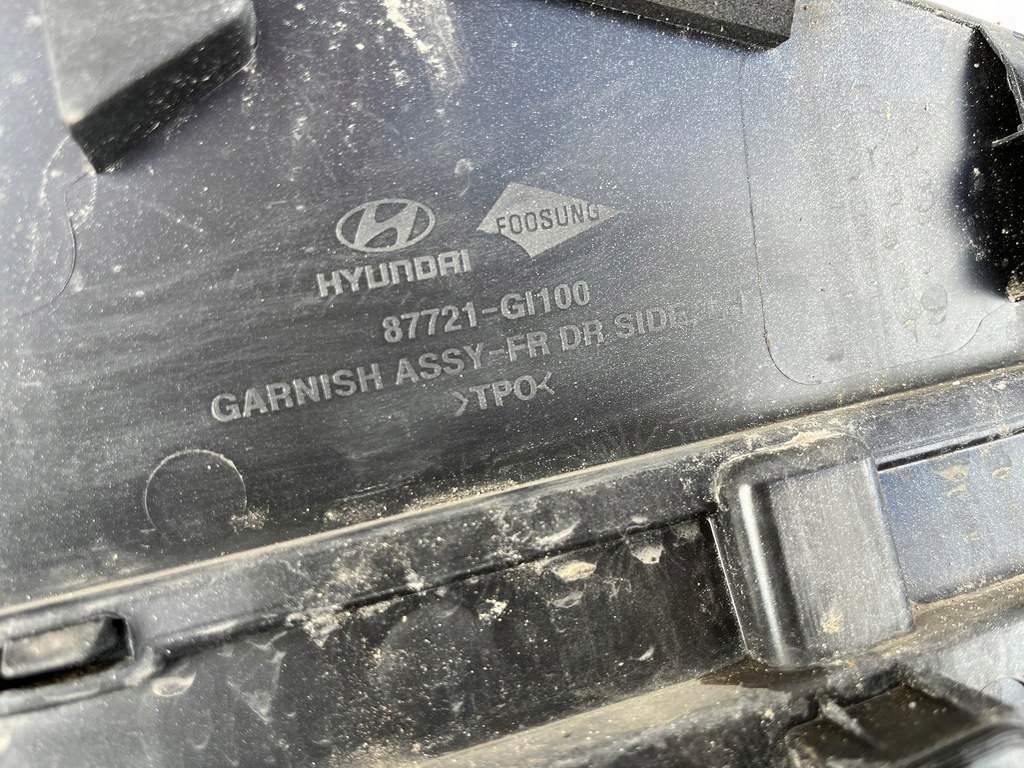 FOOSUNG
HYUNDAI
87721-GI100
GARNISH ASSY-FR DR SIDE
>TPO<